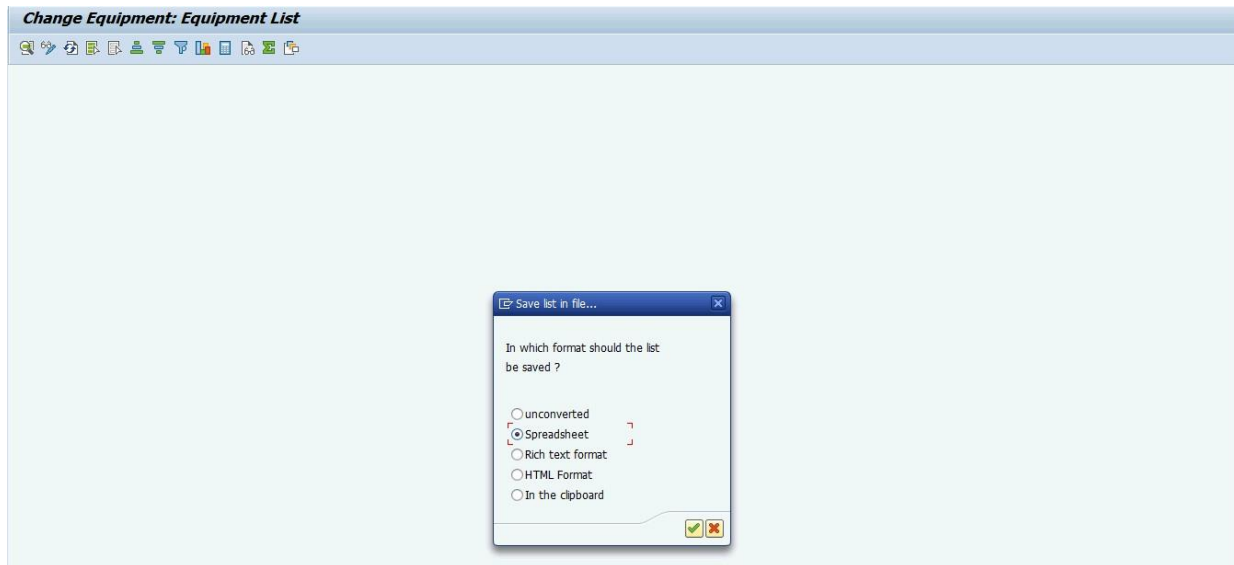 Change Equipment: Equipment List
Save list in file...
In which format should the list
be saved ?
unconverted
Spreadsheet
Rich text format
HTML Format
In the clipboard